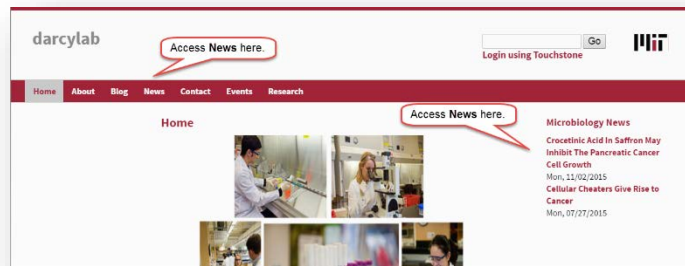 darcylab
Access News here.
Go
MIT
Login using Touchstone
Home About Blog News Contact Events Research
Home
Access News here.
Microbiology News
Crocetinic Acid In Saffron May
Inhibit The Pancreatic Cancer
Cell Growth
Mon, 11/02/2015
Cellular Cheaters Give Rise to
Cancer
Mon, 07/27/2015